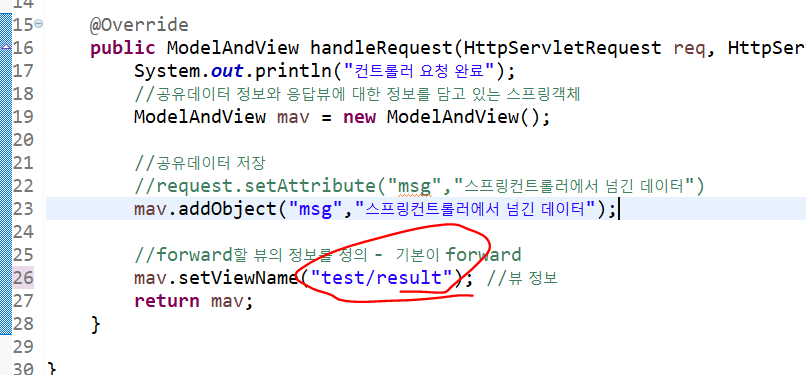 14
15 @Override
16 public ModelAndView handleRequest(HttpServletRequest req, HttpSer
17 System.out.println("컨트롤러 요청 완료");
18 //공유데이터 정보와 응답뷰에 대한 정보를 담고 있는 스프링객체
19 ModelAndView mav = new ModelAndView();
20
21 //공유데이터 저장
22 //request.setAttribute("msg","스프링컨트롤러에서 넘긴 데이터")
23 mav.addObject("msg","스프링컨트롤러에서 넘긴 데이터");
24
25 //forward할 뷰의 정보를 정의 - 기본이 forward
26 mav.setViewName("test/result"); //뷰 정보
27 return mav;
28 }
29
30 }